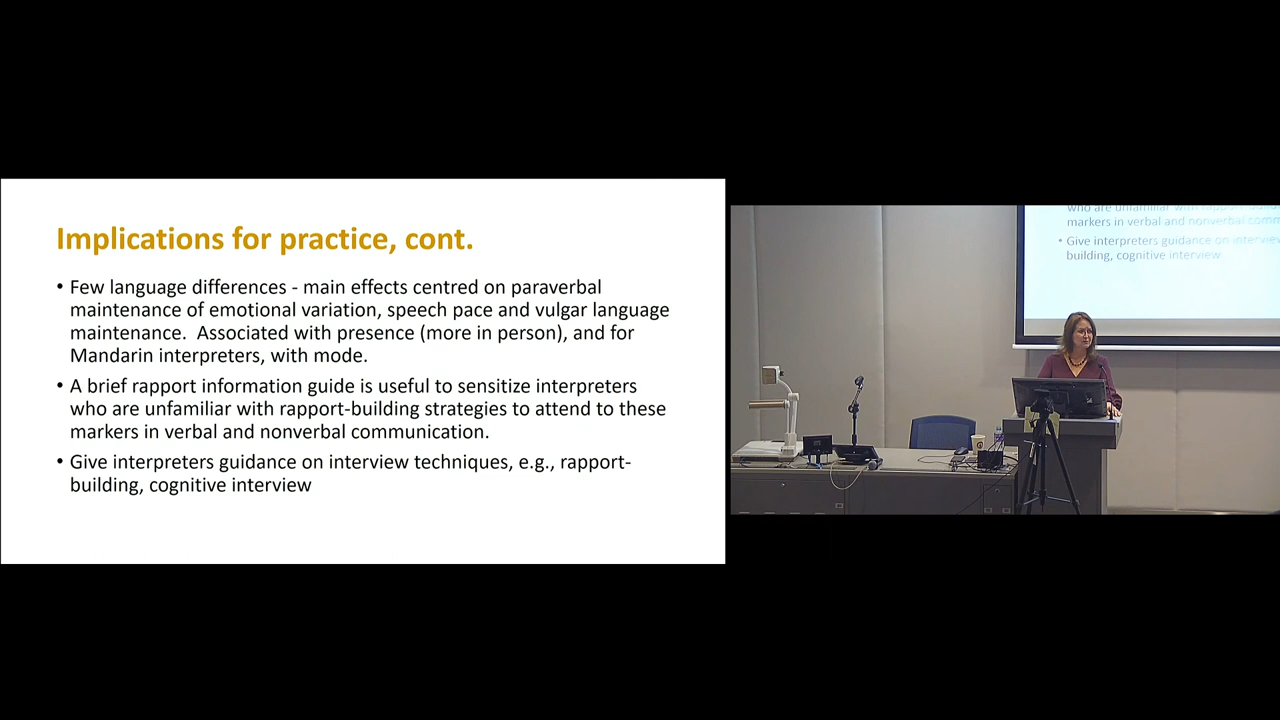 Implications for practice, cont.
• Few language differences - main effects centred on paraverbal
maintenance of emotional variation, speech pace and vulgar language
maintenance.  Associated with presence (more in person), and for
Mandarin interpreters, with mode.
• A brief rapport information guide is useful to sensitize interpreters
who are unfamiliar with rapport-building strategies to attend to these
markers in verbal and nonverbal communication.
• Give interpreters guidance on interview techniques, e.g., rapport-
building, cognitive interview
who are unfamiliar with
markers in verbal and nonverbal comm
• Give interpreters guidance on interview
building, cognitive interview